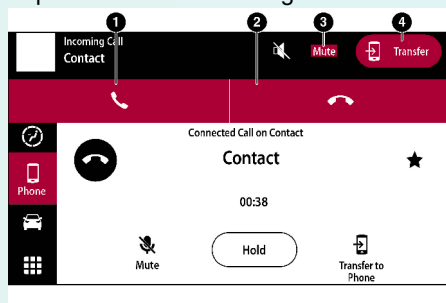 1 2 3 4
Incoming Call
Contact
Mute
Transfer
Connected Call on Contact
Contact
Phone
00:38
Hold
Mute
Transfer to
Phone